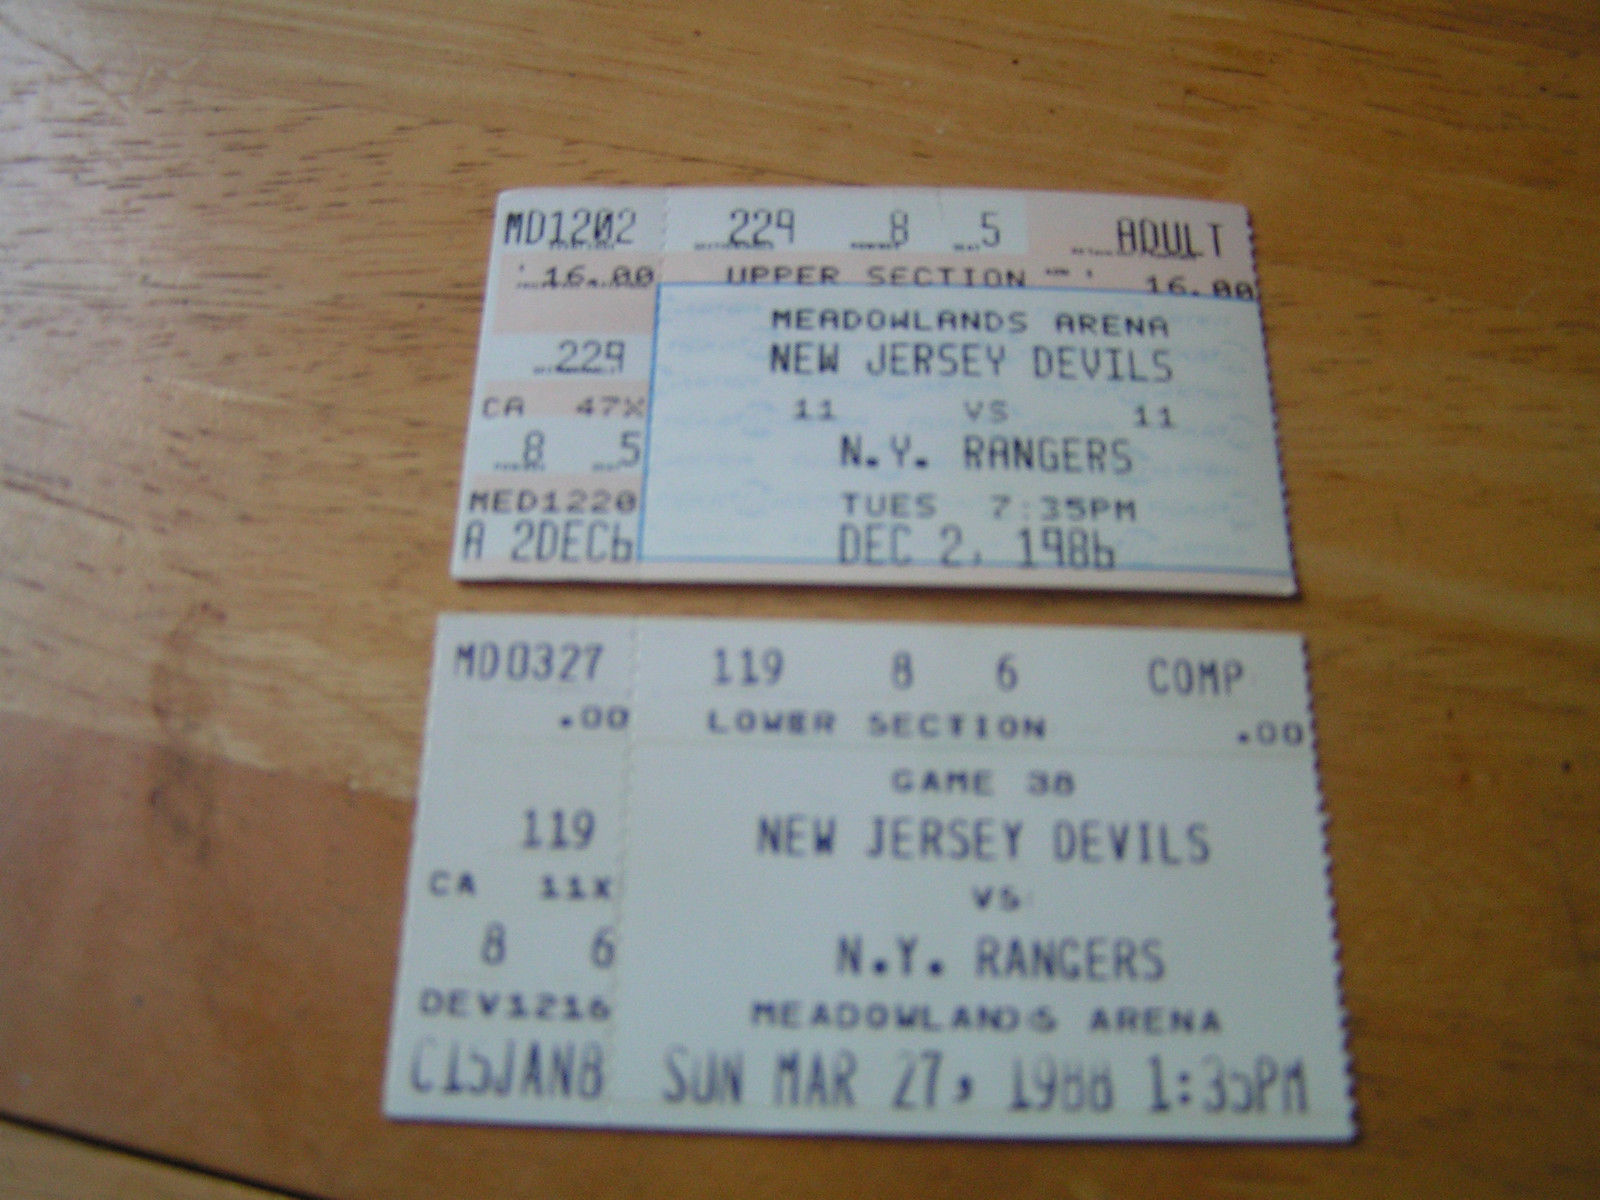 MD1202 229 8 5 ADULT
16.00 UPPER SECTION 16.00
MEADOWLANDS ARENA
229 NEW JERSEY DEVILS
CA 47X 11 VS 11
8 5 N.Y. RANGERS
MED1220 TUES 7:35PM
A 2DEC6 DEC 2, 1986
MD0327 119 8 6 COMP
.00 LOWER SECTION .00
GAME 38
119 NEW JERSEY DEVILS
CA 11X VS
8 6 N.Y. RANGERS
DEV1216 MEADOWLANDS ARENA
C15JAN8 SUN MAR 27, 1988 1:35PM